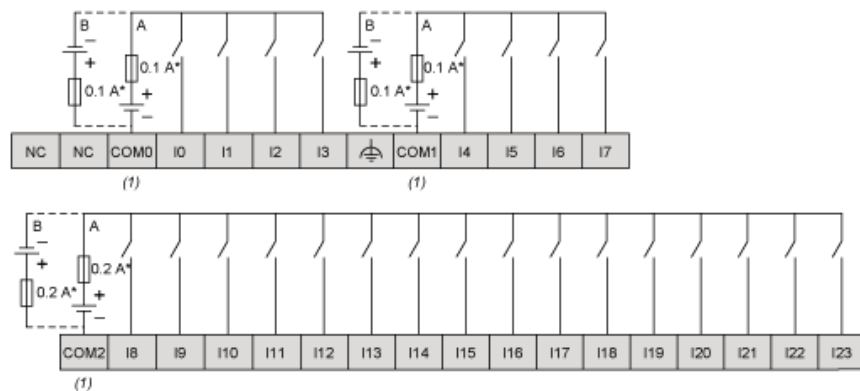 B A B A
0.1 A* 0.1 A* 0.1 A* 0.1 A*
NC NC COM0 I0 I1 I2 I3 COM1 I4 I5 I6 I7
(1) (1)
B A
0.2 A* 0.2 A*
COM2 I8 I9 I10 I11 I12 I13 I14 I15 I16 I17 I18 I19 I20 I21 I22 I23
(1)